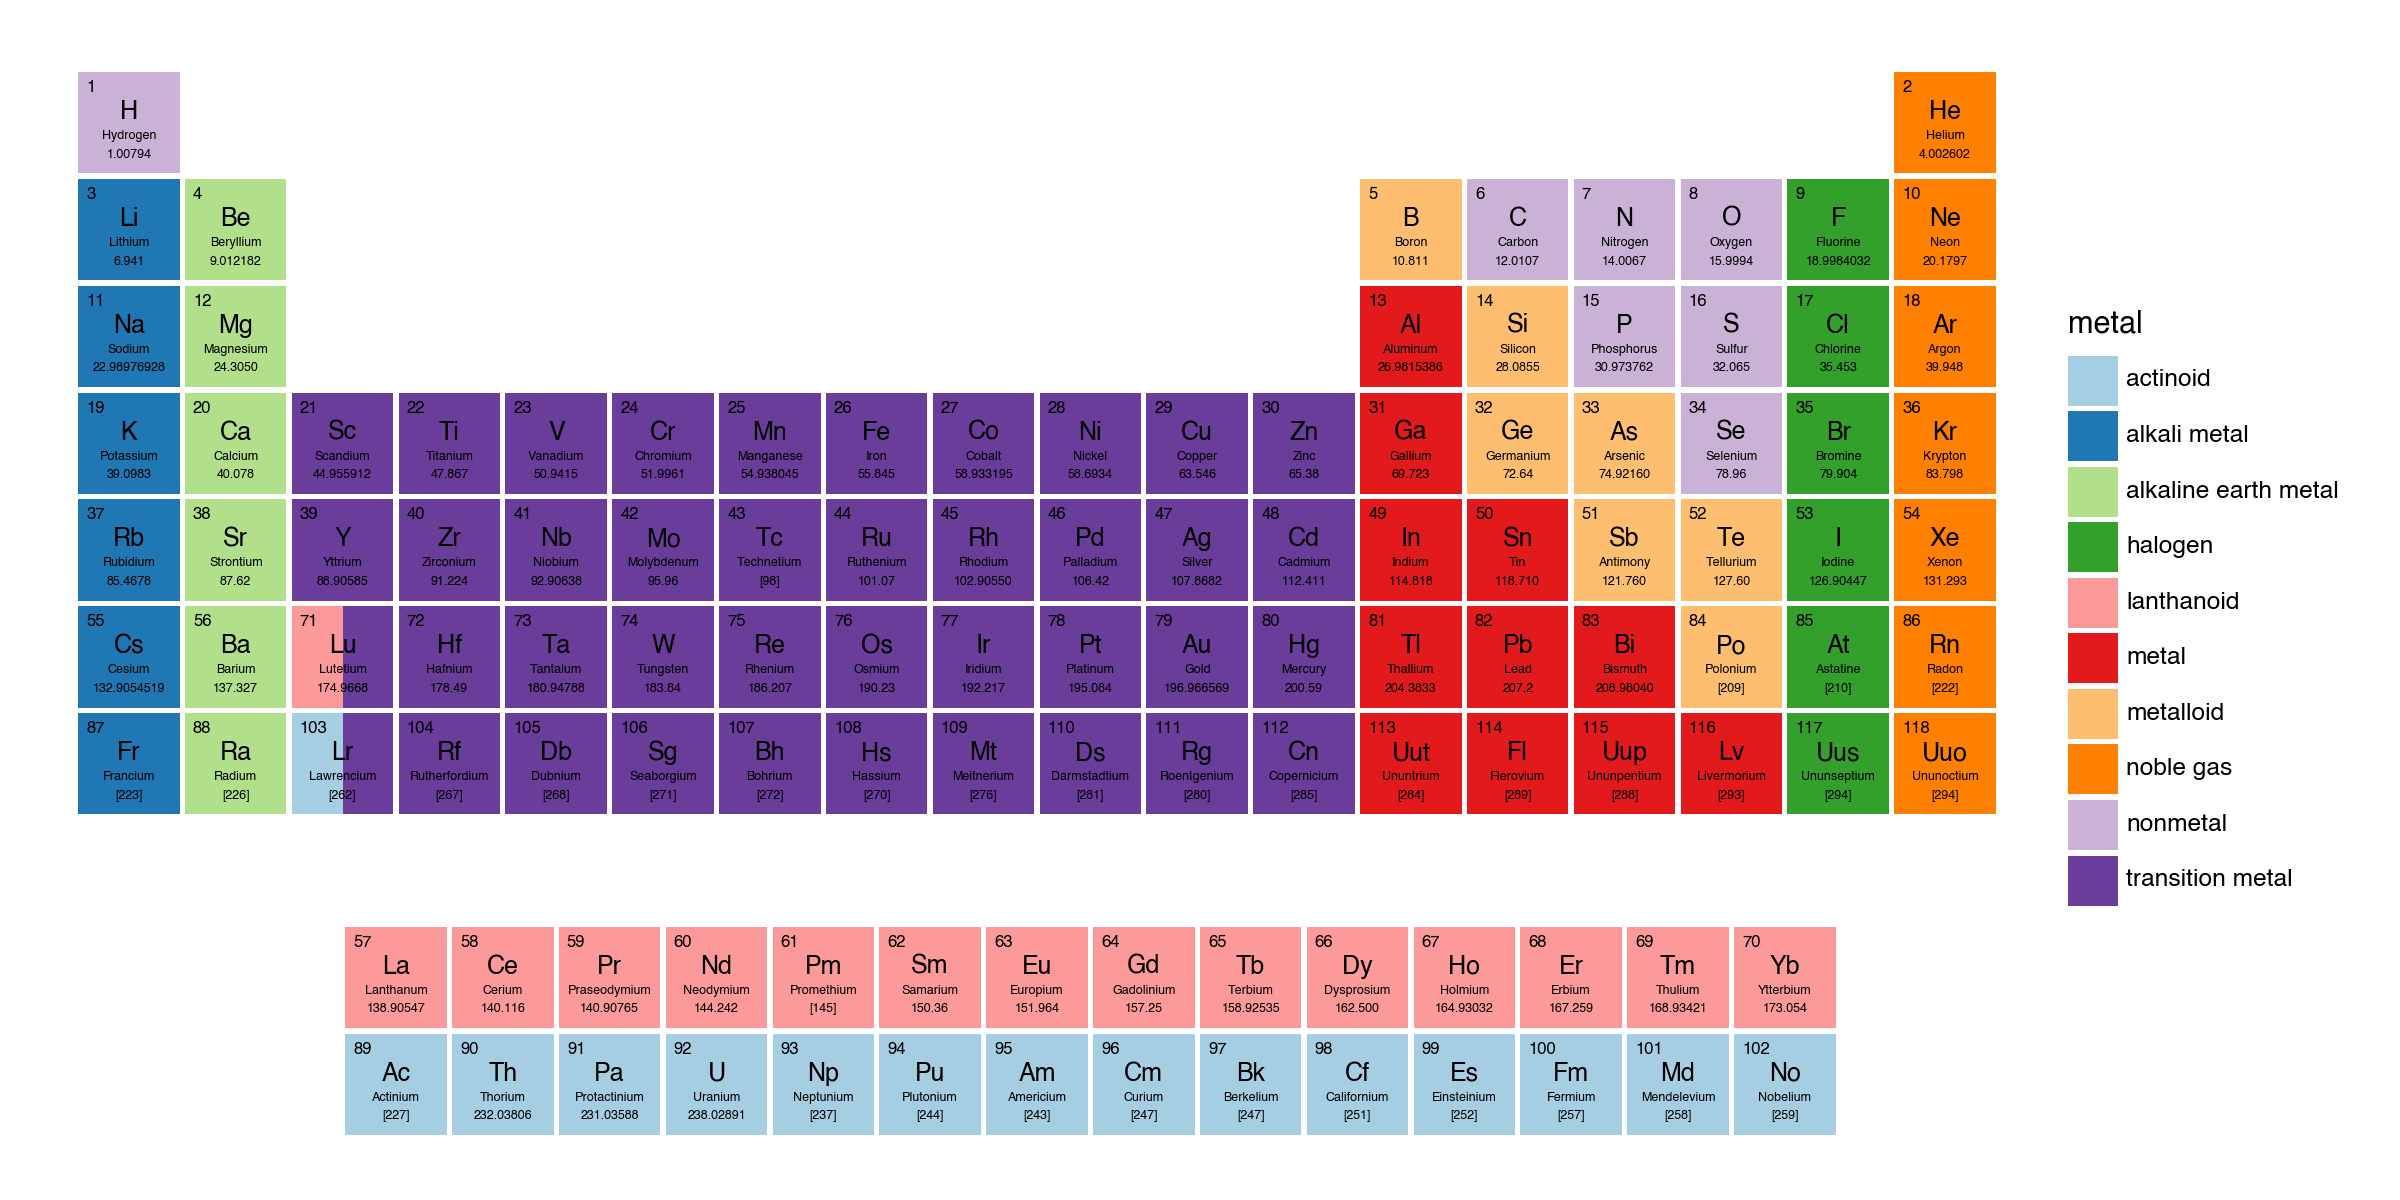 1
H
Hydrogen
1.00794
2
He
Helium
4.002602
3
Li
Lithium
6.941
4
Be
Beryllium
9.012182
5
B
Boron
10.811
6
C
Carbon
12.0107
7
N
Nitrogen
14.0067
8
O
Oxygen
15.9994
9
F
Fluorine
18.9984032
10
Ne
Neon
20.1797
11
Na
Sodium
22.98976928
12
Mg
Magnesium
24.3050
13
Al
Aluminum
26.9815386
14
Si
Silicon
28.0855
15
P
Phosphorus
30.973762
16
S
Sulfur
32.065
17
Cl
Chlorine
35.453
18
Ar
Argon
39.948
19
K
Potassium
39.0983
20
Ca
Calcium
40.078
21
Sc
Scandium
44.955912
22
Ti
Titanium
47.867
23
V
Vanadium
50.9415
24
Cr
Chromium
51.9961
25
Mn
Manganese
54.938045
26
Fe
Iron
55.845
27
Co
Cobalt
58.933195
28
Ni
Nickel
58.6934
29
Cu
Copper
63.546
30
Zn
Zinc
65.38
31
Ga
Gallium
69.723
32
Ge
Germanium
72.64
33
As
Arsenic
74.92160
34
Se
Selenium
78.96
35
Br
Bromine
79.904
36
Kr
Krypton
83.798
37
Rb
Rubidium
85.4678
38
Sr
Strontium
87.62
39
Y
Yttrium
88.90585
40
Zr
Zirconium
91.224
41
Nb
Niobium
92.90638
42
Mo
Molybdenum
95.96
43
Tc
Technetium
[98]
44
Ru
Ruthenium
101.07
45
Rh
Rhodium
102.90550
46
Pd
Palladium
106.42
47
Ag
Silver
107.8682
48
Cd
Cadmium
112.411
49
In
Indium
114.818
50
Sn
Tin
118.710
51
Sb
Antimony
121.760
52
Te
Tellurium
127.60
53
I
Iodine
126.90447
54
Xe
Xenon
131.293
55
Cs
Cesium
132.9054519
56
Ba
Barium
137.327
71
Lu
Lutetium
174.9668
72
Hf
Hafnium
178.49
73
Ta
Tantalum
180.94788
74
W
Tungsten
183.84
75
Re
Rhenium
186.207
76
Os
Osmium
190.23
77
Ir
Iridium
192.217
78
Pt
Platinum
195.084
79
Au
Gold
196.966569
80
Hg
Mercury
200.59
81
Tl
Thallium
204.3833
82
Pb
Lead
207.2
83
Bi
Bismuth
208.98040
84
Po
Polonium
[209]
85
At
Astatine
[210]
86
Rn
Radon
[222]
87
Fr
Francium
[223]
88
Ra
Radium
[226]
103
Lr
Lawrencium
[262]
104
Rf
Rutherfordium
[267]
105
Db
Dubnium
[268]
106
Sg
Seaborgium
[271]
107
Bh
Bohrium
[272]
108
Hs
Hassium
[270]
109
Mt
Meitnerium
[276]
110
Ds
Darmstadtium
[281]
111
Rg
Roentgenium
[280]
112
Cn
Copernicium
[285]
113
Uut
Ununtrium
[284]
114
Fl
Flerovium
[289]
115
Uup
Ununpentium
[288]
116
Lv
Livermorium
[293]
117
Uus
Ununseptium
[294]
118
Uuo
Ununoctium
[294]
57
La
Lanthanum
138.90547
58
Ce
Cerium
140.116
59
Pr
Praseodymium
140.90765
60
Nd
Neodymium
144.242
61
Pm
Promethium
[145]
62
Sm
Samarium
150.36
63
Eu
Europium
151.964
64
Gd
Gadolinium
157.25
65
Tb
Terbium
158.92535
66
Dy
Dysprosium
162.500
67
Ho
Holmium
164.93032
68
Er
Erbium
167.259
69
Tm
Thulium
168.93421
70
Yb
Ytterbium
173.054
89
Ac
Actinium
[227]
90
Th
Thorium
232.03806
91
Pa
Protactinium
231.03588
92
U
Uranium
238.02891
93
Np
Neptunium
[237]
94
Pu
Plutonium
[244]
95
Am
Americium
[243]
96
Cm
Curium
[247]
97
Bk
Berkelium
[247]
98
Cf
Californium
[251]
99
Es
Einsteinium
[252]
100
Fm
Fermium
[257]
101
Md
Mendelevium
[258]
102
No
Nobelium
[259]
metal
actinoid
alkali metal
alkaline earth metal
halogen
lanthanoid
metal
metalloid
noble gas
nonmetal
transition metal